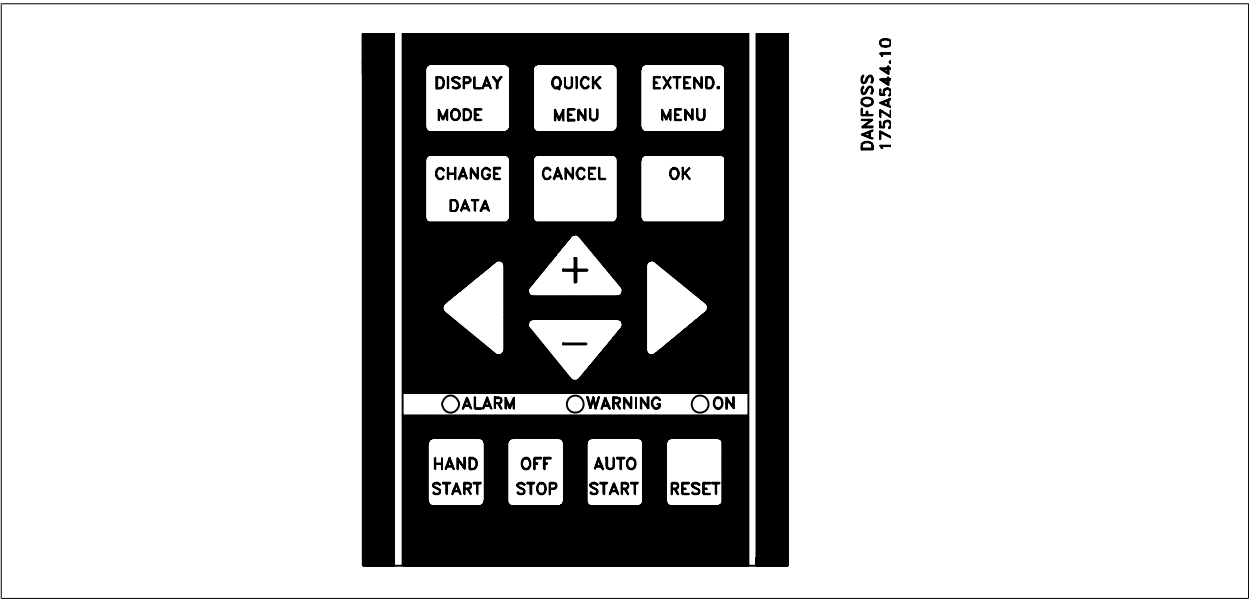 DISPLAY
MODE
QUICK
MENU
EXTEND.
MENU
CHANGE
DATA
CANCEL
OK
+
−
ALARM
WARNING
ON
HAND
START
OFF
STOP
AUTO
START
RESET
DANFOSS
175ZA544.10